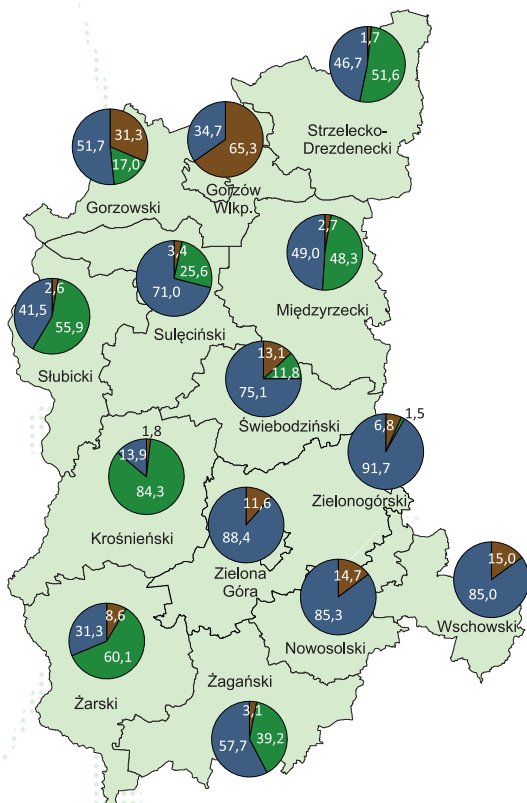 1,7
46,7
51,6
Strzelecko-
Drezdenecki
31,3
51,7
17,0
Gorzowski
34,7
65,3
Gorzów
Wlkp.
2,7
49,0
48,3
Międzyrzecki
3,4
25,6
71,0
Sulęciński
2,6
41,5
55,9
Słubicki
13,1
11,8
75,1
Świebodziński
1,5
6,8
91,7
Zielonogórski
1,8
13,9
84,3
Krośnieński
11,6
88,4
Zielona
Góra
14,7
85,3
Nowosolski
15,0
85,0
Wschowski
8,6
31,3
60,1
Żarski
Żagański
3,1
57,7
39,2